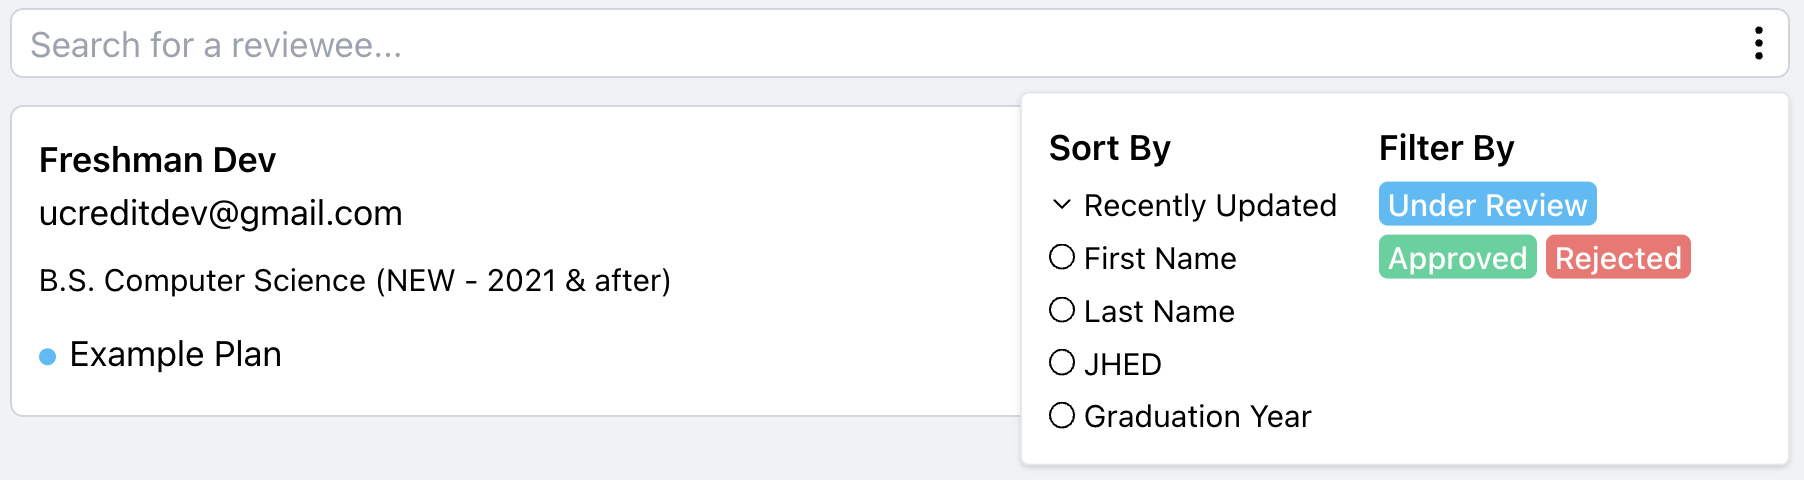 Search for a reviewee...
Freshman Dev
ucreditdev@gmail.com
B.S. Computer Science (NEW - 2021 & after)
Example Plan
Sort By
Recently Updated
First Name
Last Name
JHED
Graduation Year
Filter By
Under Review
Approved Rejected